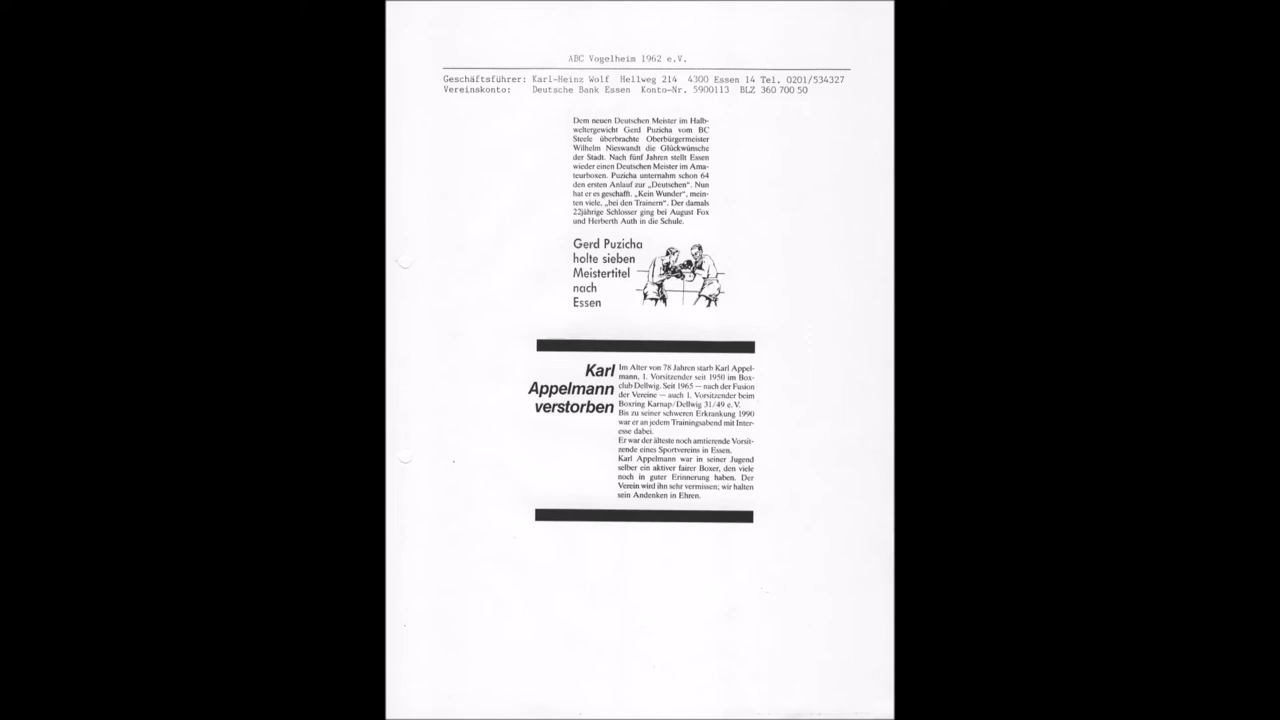 ABC Vogelheim 1962 e.V.
Geschäftsführer: Karl-Heinz Wolf Hellweg 214 4300 Essen 14 Tel. 0201/534327
Vereinskonto: Deutsche Bank Essen Konto-Nr. 5900113 BLZ 360 700 50
Dem neuen Deutschen Meister im Halb-
weltergewicht Gerd Puzicha vom BC
Steele überbrachte Oberbürgermeister
Wilhelm Nieswandt die Glückwünsche
der Stadt. Nach fünf Jahren stellt Essen
wieder einen Deutschen Meister im Ama-
teurboxen. Puzicha unternahm schon 64
den ersten Anlauf zur „Deutschen“. Nun
hat er es geschafft. „Kein Wunder“, mein-
ten viele, „bei den Trainern“. Der damals
22jährige Schlosser ging bei August Fox
und Herberth Auth in die Schule.
Gerd Puzicha
holte sieben
Meistertitel
nach
Essen
Karl
Appelmann
verstorben
Im Alter von 78 Jahren starb Karl Appel-
mann, 1. Vorsitzender seit 1950 im Box-
club Dellwig. Seit 1965 — nach der Fusion
der Vereine — auch 1. Vorsitzender beim
Boxring Karnap/Dellwig 31/49 e. V.
Bis zu seiner schweren Erkrankung 1990
war er an jedem Trainingsabend mit Inter-
esse dabei.
Er war der älteste noch amtierende Vorsit-
zende eines Sportvereins in Essen.
Karl Appelmann war in seiner Jugend
selber ein aktiver fairer Boxer, den viele
noch in guter Erinnerung haben. Der
Verein wird ihn sehr vermissen; wir halten
sein Andenken in Ehren.